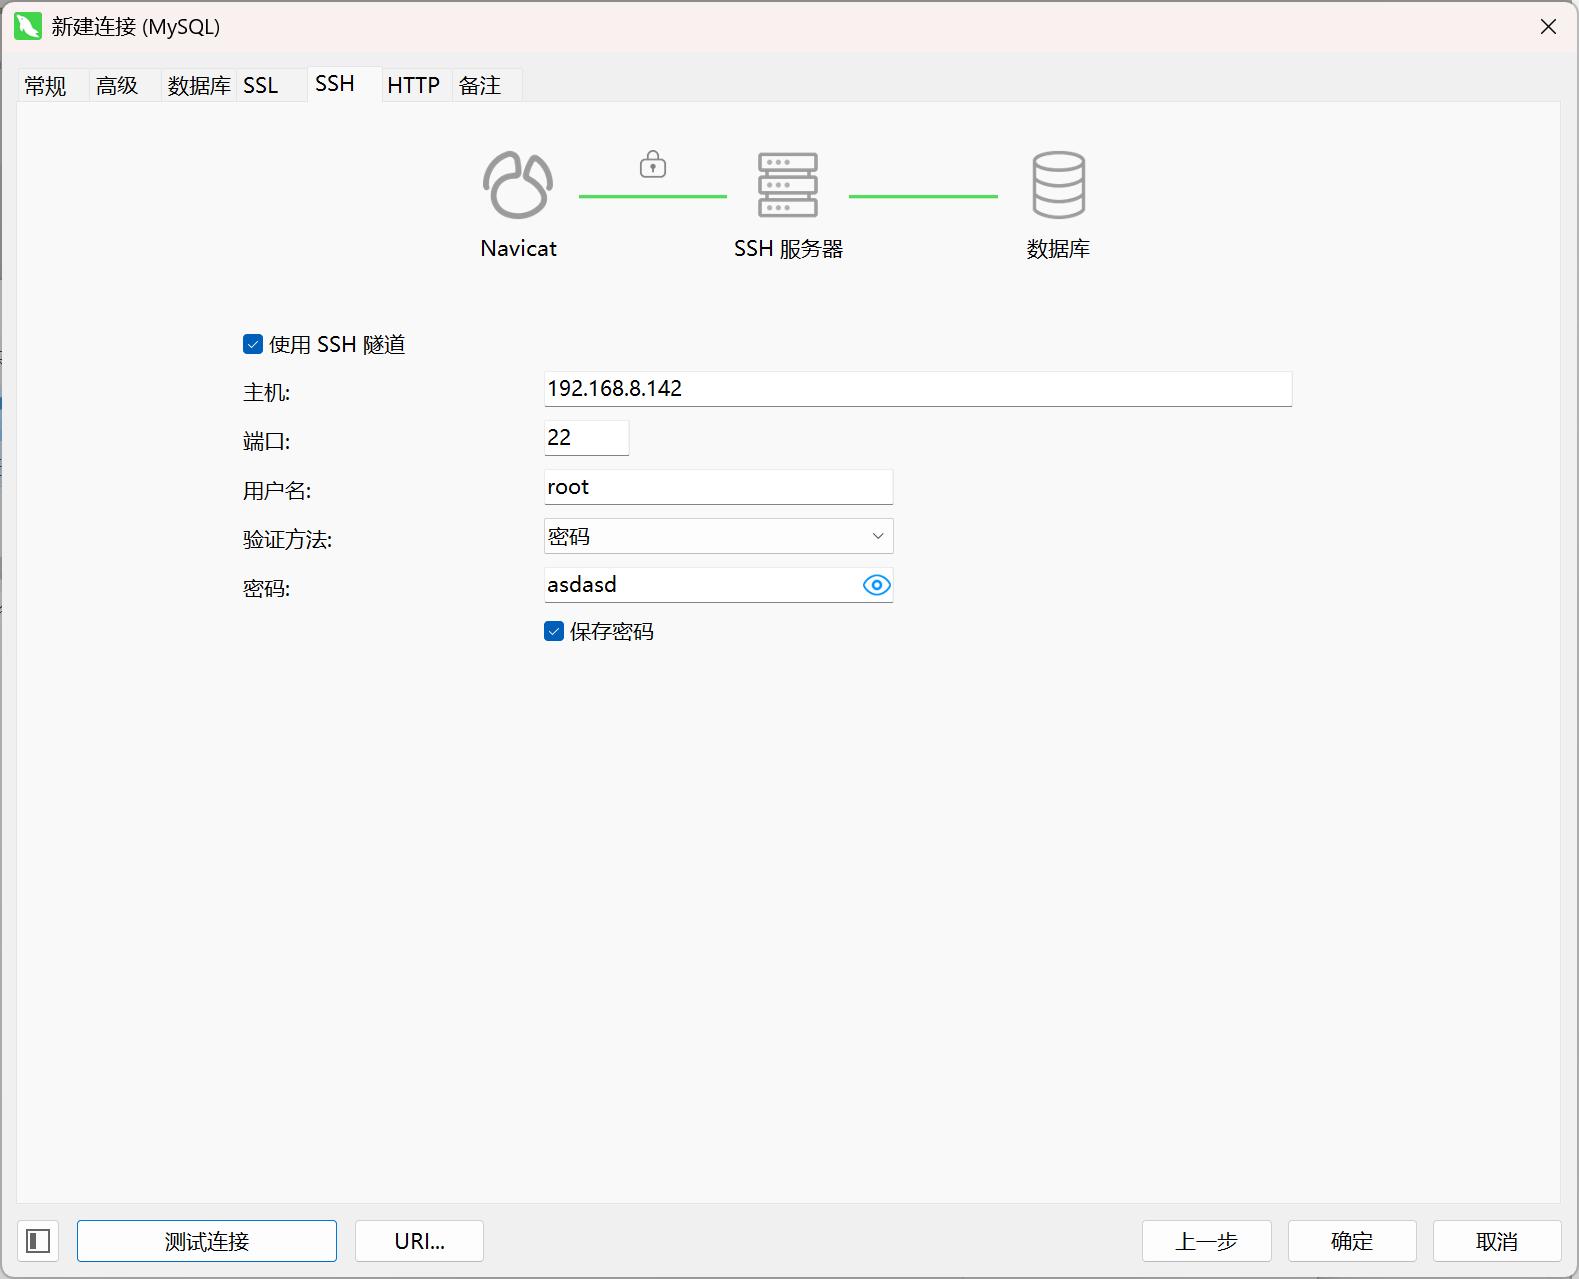 新建连接 (MySQL)
常规 高级 数据库 SSL SSH HTTP 备注
Navicat SSH 服务器 数据库
使用 SSH 隧道
主机: 192.168.8.142
端口: 22
用户名: root
验证方法: 密码
密码: asdasd
保存密码
测试连接 URI... 上一步 确定 取消